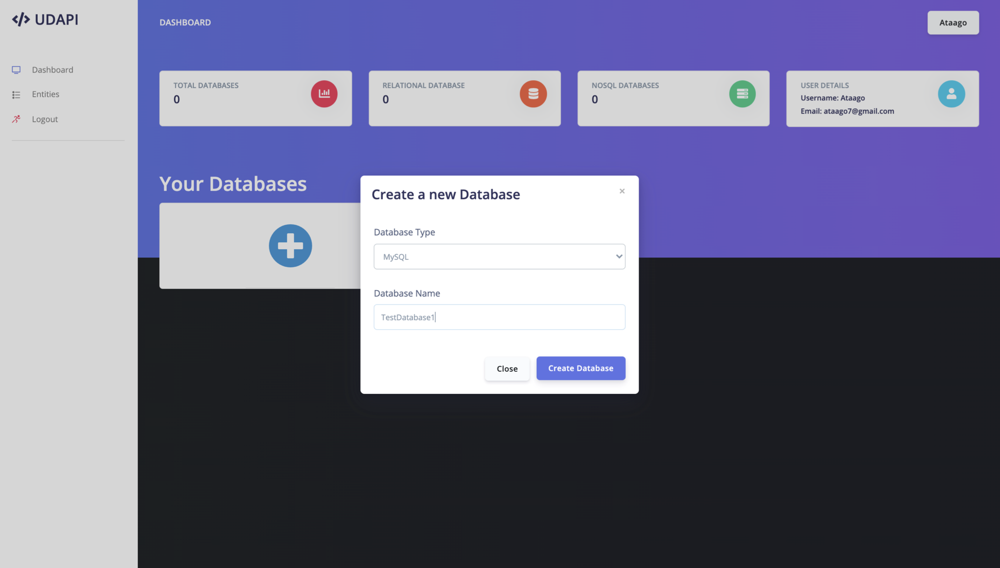 </> UDAPI
Dashboard
Entities
Logout
DASHBOARD
Ataago
TOTAL DATABASES
0
RELATIONAL DATABASE
0
NOSQL DATABASES
0
USER DETAILS
Username: Ataago
Email: ataago7@gmail.com
Your Databases
Create a new Database
×
Database Type
MySQL
Database Name
TestDatabase1
Close
Create Database